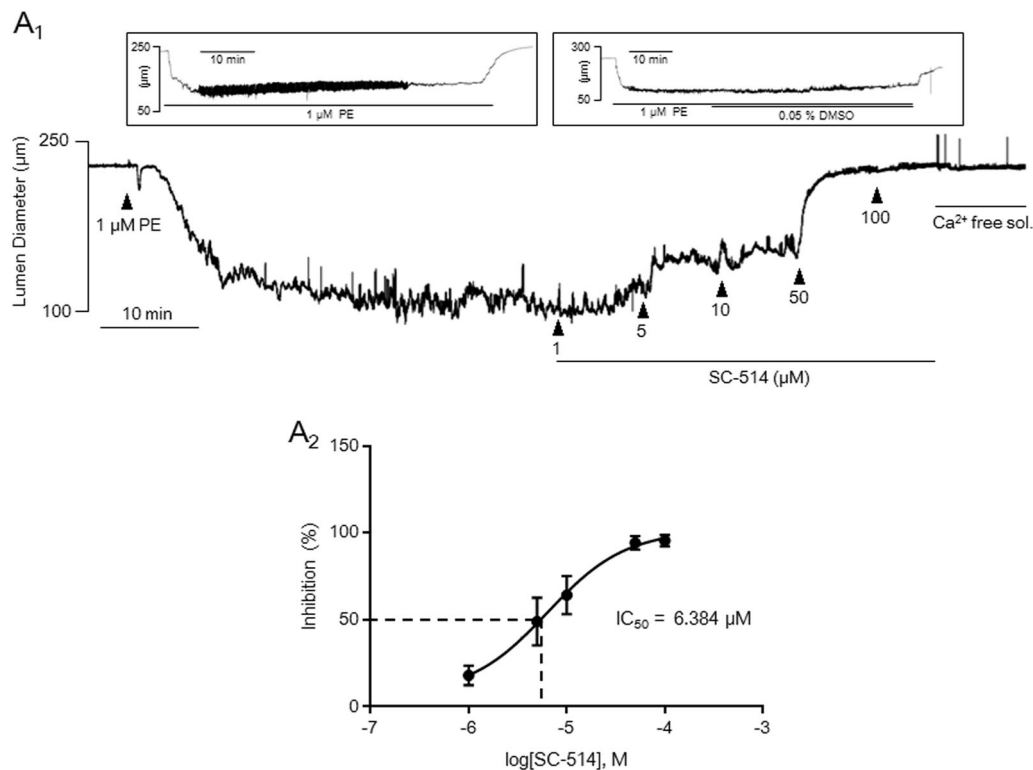 A1
250
(µm)
50
10 min
1 µM PE
300
(µm)
50
10 min
1 µM PE
0.05 % DMSO
Lumen Diameter (µm)
250
100
1 µM PE
10 min
1
5
10
50
100
Ca2+ free sol.
SC-514 (µM)
A2
Inhibition (%)
150
100
50
0
IC50 = 6.384 µM
-7
-6
-5
-4
-3
log[SC-514], M